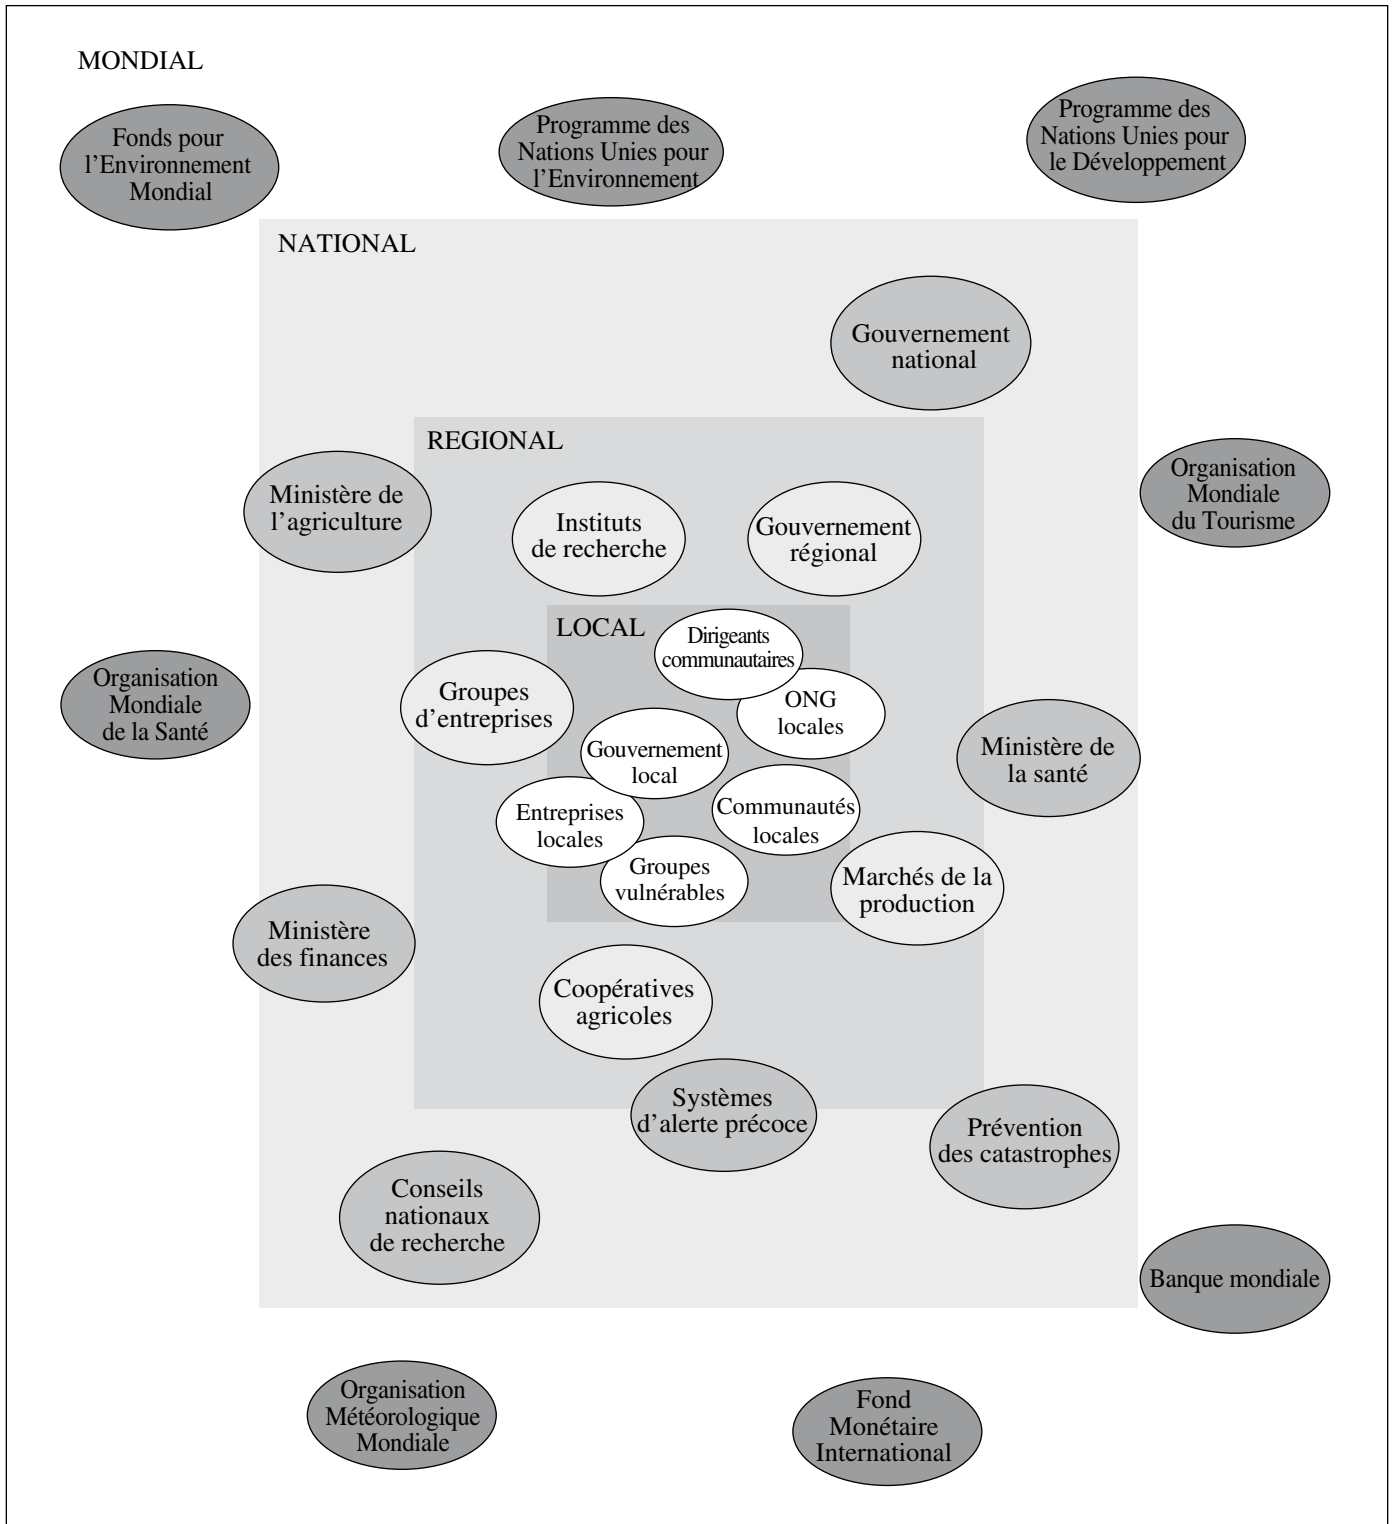 MONDIAL
Fonds pour
l’Environnement
Mondial
Programme des
Nations Unies pour
l’Environnement
Programme des
Nations Unies pour
le Développement
NATIONAL
Gouvernement
national
REGIONAL
Ministère de
l’agriculture
Instituts
de recherche
Gouvernement
régional
Organisation
Mondiale
du Tourisme
LOCAL
Dirigeants
communautaires
Organisation
Mondiale
de la Santé
Groupes
d’entreprises
ONG
locales
Gouvernement
local
Ministère de
la santé
Entreprises
locales
Communautés
locales
Groupes
vulnérables
Marchés de la
production
Ministère
des finances
Coopératives
agricoles
Systèmes
d’alerte précoce
Prévention
des catastrophes
Conseils
nationaux
de recherche
Banque mondiale
Organisation
Météorologique
Mondiale
Fond
Monétaire
International